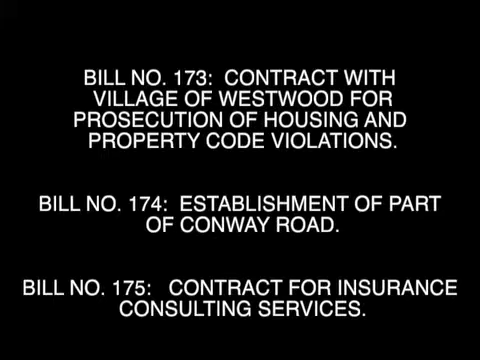 BILL NO. 173:  CONTRACT WITH
VILLAGE OF WESTWOOD FOR
PROSECUTION OF HOUSING AND
PROPERTY CODE VIOLATIONS.
BILL NO. 174:  ESTABLISHMENT OF PART
OF CONWAY ROAD.
BILL NO. 175:   CONTRACT FOR INSURANCE
CONSULTING SERVICES.